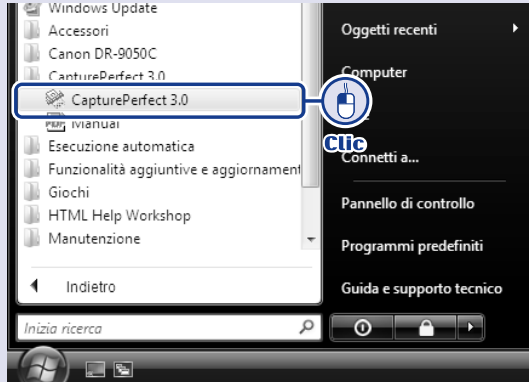 Windows Update
Accessori
Canon DR-9050C
CapturePerfect 3.0
CapturePerfect 3.0
Manual
Esecuzione automatica
Funzionalità aggiuntive e aggiornament
Giochi
HTML Help Workshop
Manutenzione
Indietro
Inizia ricerca
Oggetti recenti
Computer
Clic
Connetti a...
Pannello di controllo
Programmi predefiniti
Guida e supporto tecnico